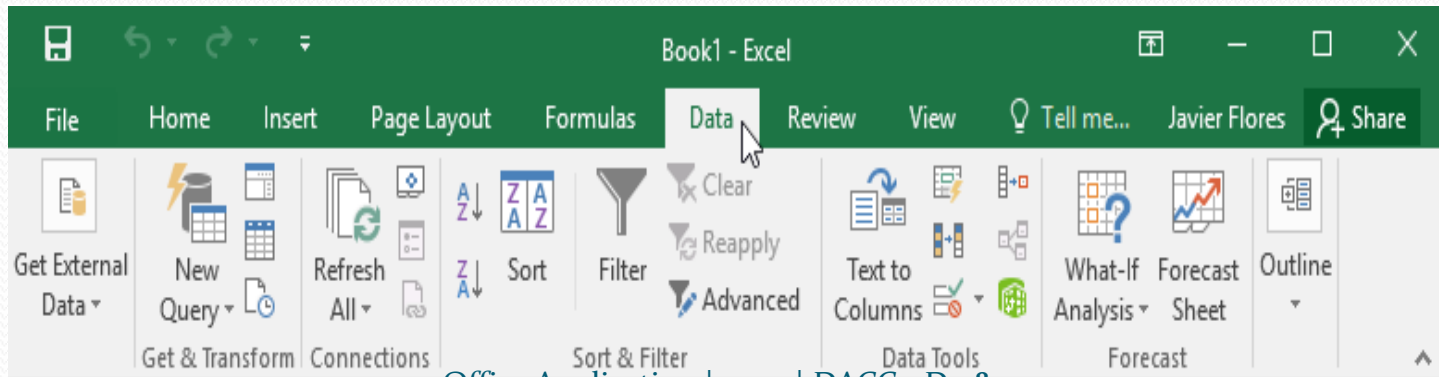 Book1 - Excel
File Home Insert Page Layout Formulas Data Review View Tell me... Javier Flores Share
Get External Data
New Query
Refresh All
A Z
Z A
Z A A Z
Sort
Filter
Clear
Reapply
Advanced
Text to Columns
What-If Analysis
Forecast Sheet
Outline
Get & Transform Connections Sort & Filter Data Tools Forecast